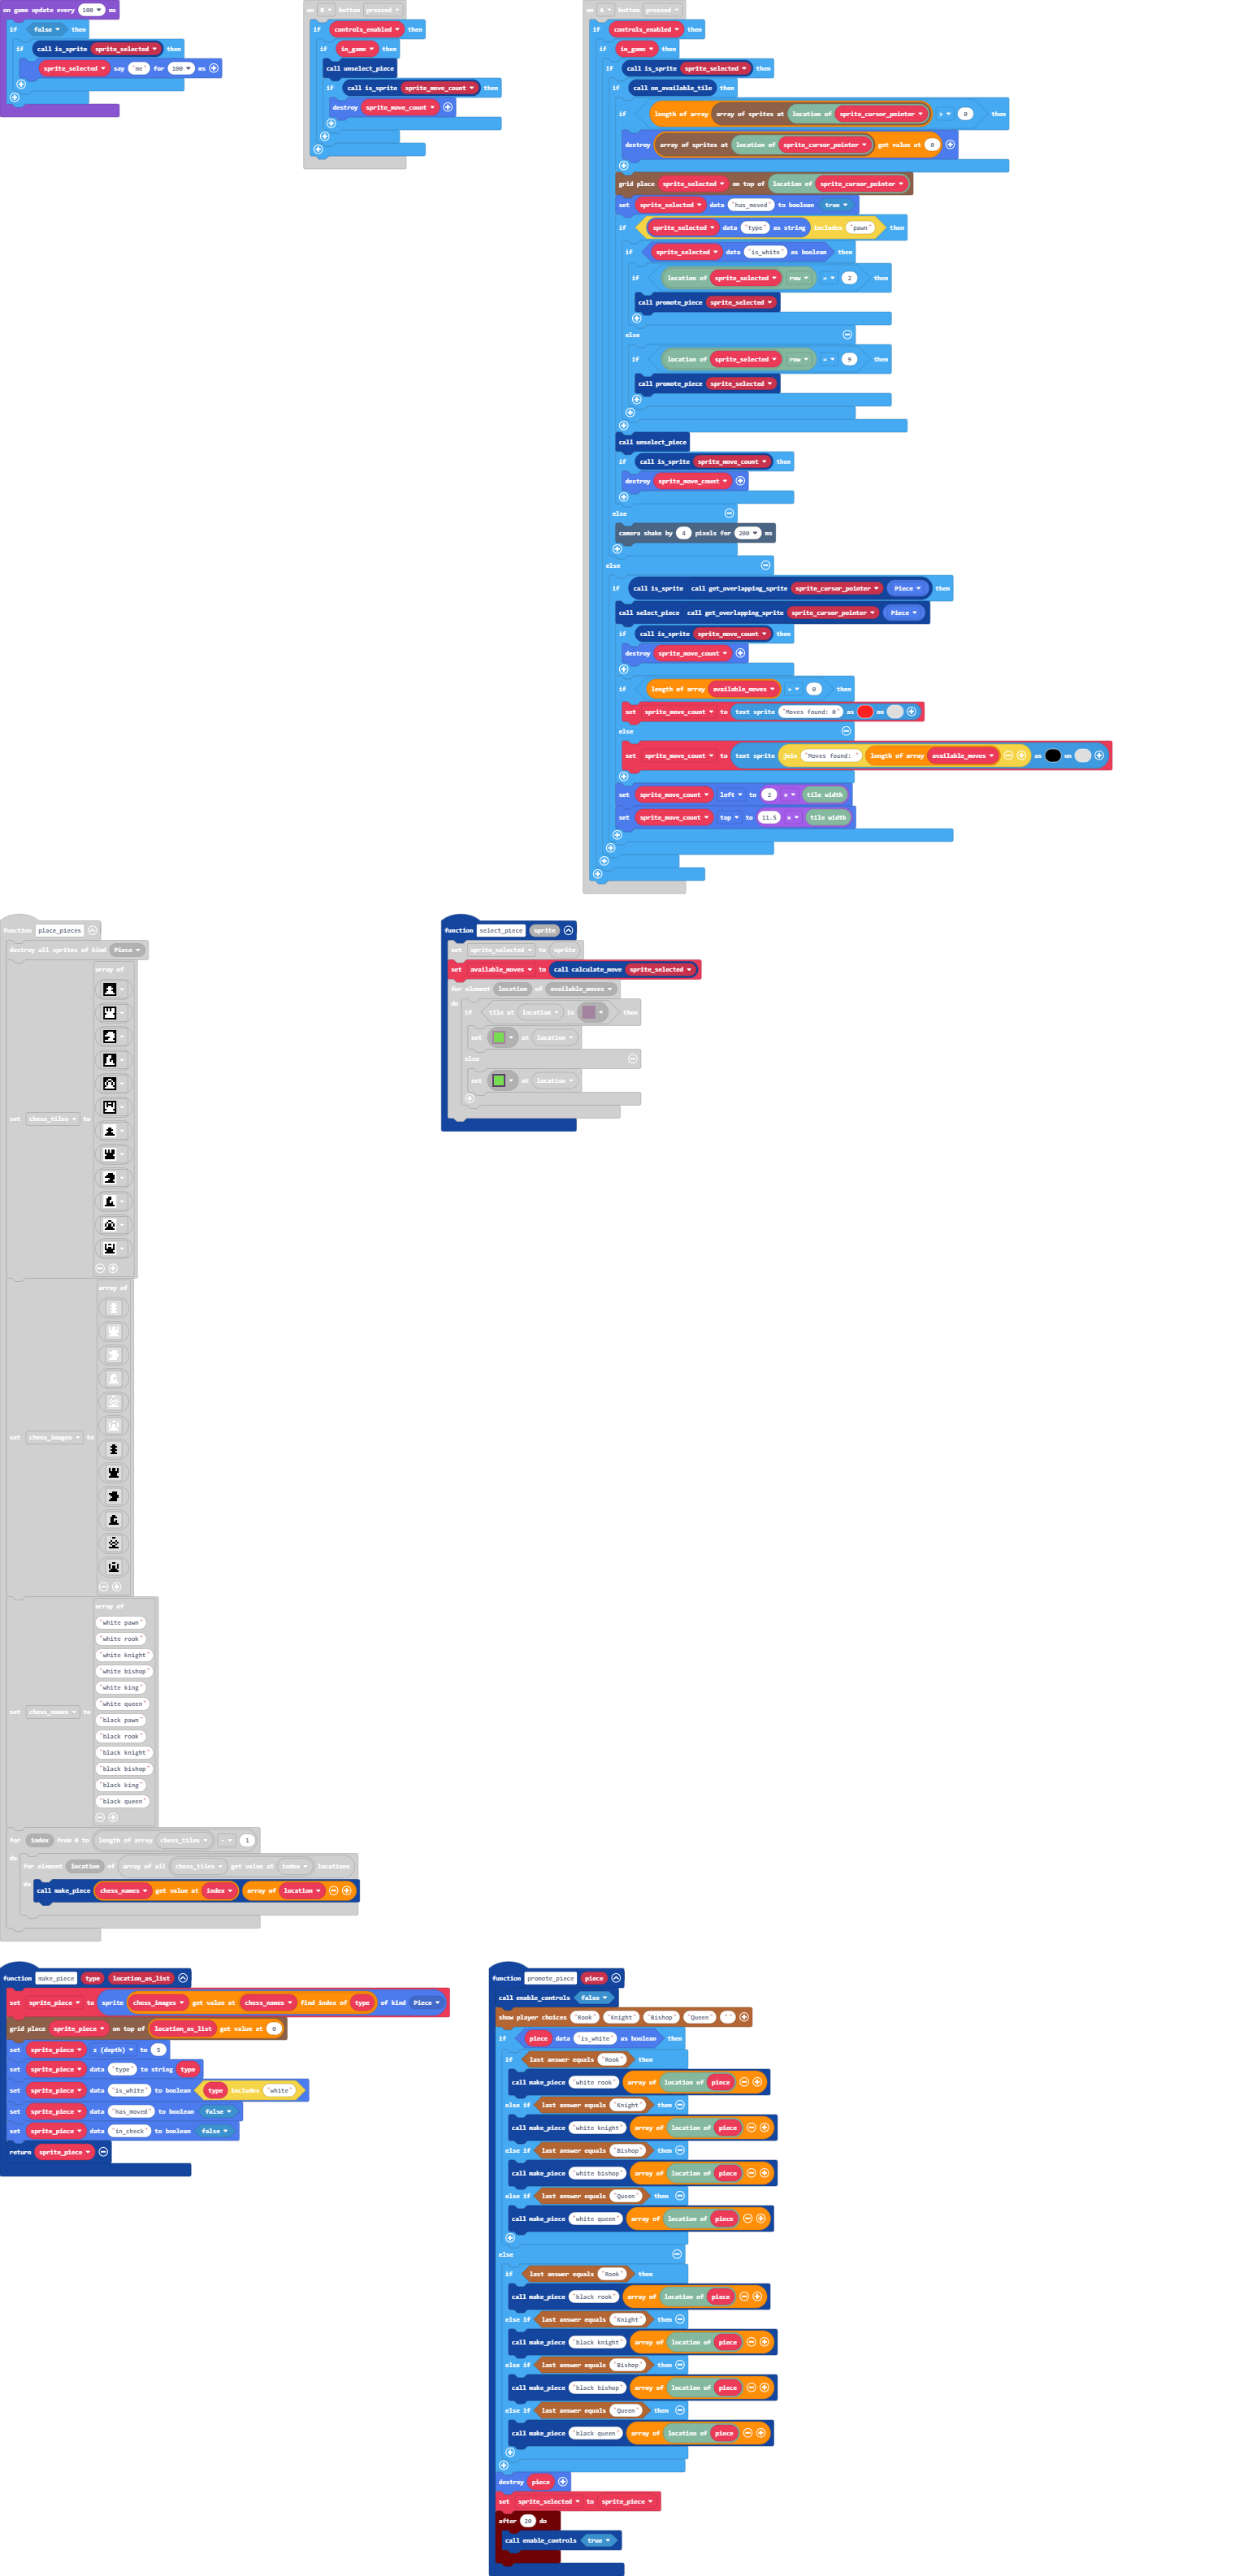 on game update every 100 ms
if false then
if call is_sprite sprite_selected then
sprite_selected say "me" for 100 ms
on B button pressed
if controls_enabled then
if in_game then
call unselect_piece
if call is_sprite sprite_move_count then
destroy sprite_move_count
on A button pressed
if controls_enabled then
if in_game then
if call is_sprite sprite_selected then
if call on_available_tile then
if length of array array of sprites at location of sprite_cursor_pointer > 0 then
destroy array of sprites at location of sprite_cursor_pointer get value at 0
grid place sprite_selected on top of location of sprite_cursor_pointer
set sprite_selected data "has_moved" to boolean true
if sprite_selected data "type" as string includes "pawn" then
if sprite_selected data "is_white" as boolean then
if location of sprite_selected row = 2 then
call promote_piece sprite_selected
else
if location of sprite_selected row = 9 then
call promote_piece sprite_selected
call unselect_piece
if call is_sprite sprite_move_count then
destroy sprite_move_count
else
camera shake by 4 pixels for 200 ms
else
if call is_sprite call get_overlapping_sprite sprite_cursor_pointer Piece then
call select_piece call get_overlapping_sprite sprite_cursor_pointer Piece
if call is_sprite sprite_move_count then
destroy sprite_move_count
if length of array available_moves = 0 then
set sprite_move_count to text sprite "Moves found: 0" as on
else
set sprite_move_count to text sprite join "Moves found: " length of array available_moves as on
set sprite_move_count left to 2 × tile width
set sprite_move_count top to 11.5 × tile width
function place_pieces
destroy all sprites of kind Piece
set chess_tiles to array of
set chess_images to array of
set chess_names to array of
"white pawn"
"white rook"
"white knight"
"white bishop"
"white king"
"white queen"
"black pawn"
"black rook"
"black knight"
"black bishop"
"black king"
"black queen"
for index from 0 to length of array chess_tiles - 1
do
for element location of array of all chess_tiles get value at index locations
do
call make_piece chess_names get value at index array of location
function select_piece sprite
set sprite_selected to sprite
set available_moves to call calculate_move sprite_selected
for element location of available_moves
do
if tile at location is then
set at location
else
set at location
function make_piece type location_as_list
set sprite_piece to sprite chess_images get value at chess_names find index of type of kind Piece
grid place sprite_piece on top of location_as_list get value at 0
set sprite_piece z (depth) to 5
set sprite_piece data "type" to string type
set sprite_piece data "is_white" to boolean type includes "white"
set sprite_piece data "has_moved" to boolean false
set sprite_piece data "in_check" to boolean false
return sprite_piece
function promote_piece piece
call enable_controls false
show player choices "Rook" "Knight" "Bishop" "Queen" ""
if piece data "is_white" as boolean then
if last answer equals "Rook" then
call make_piece "white rook" array of location of piece
else if last answer equals "Knight" then
call make_piece "white knight" array of location of piece
else if last answer equals "Bishop" then
call make_piece "white bishop" array of location of piece
else if last answer equals "Queen" then
call make_piece "white queen" array of location of piece
else
if last answer equals "Rook" then
call make_piece "black rook" array of location of piece
else if last answer equals "Knight" then
call make_piece "black knight" array of location of piece
else if last answer equals "Bishop" then
call make_piece "black bishop" array of location of piece
else if last answer equals "Queen" then
call make_piece "black queen" array of location of piece
destroy piece
set sprite_selected to sprite_piece
after 20 do
call enable_controls true